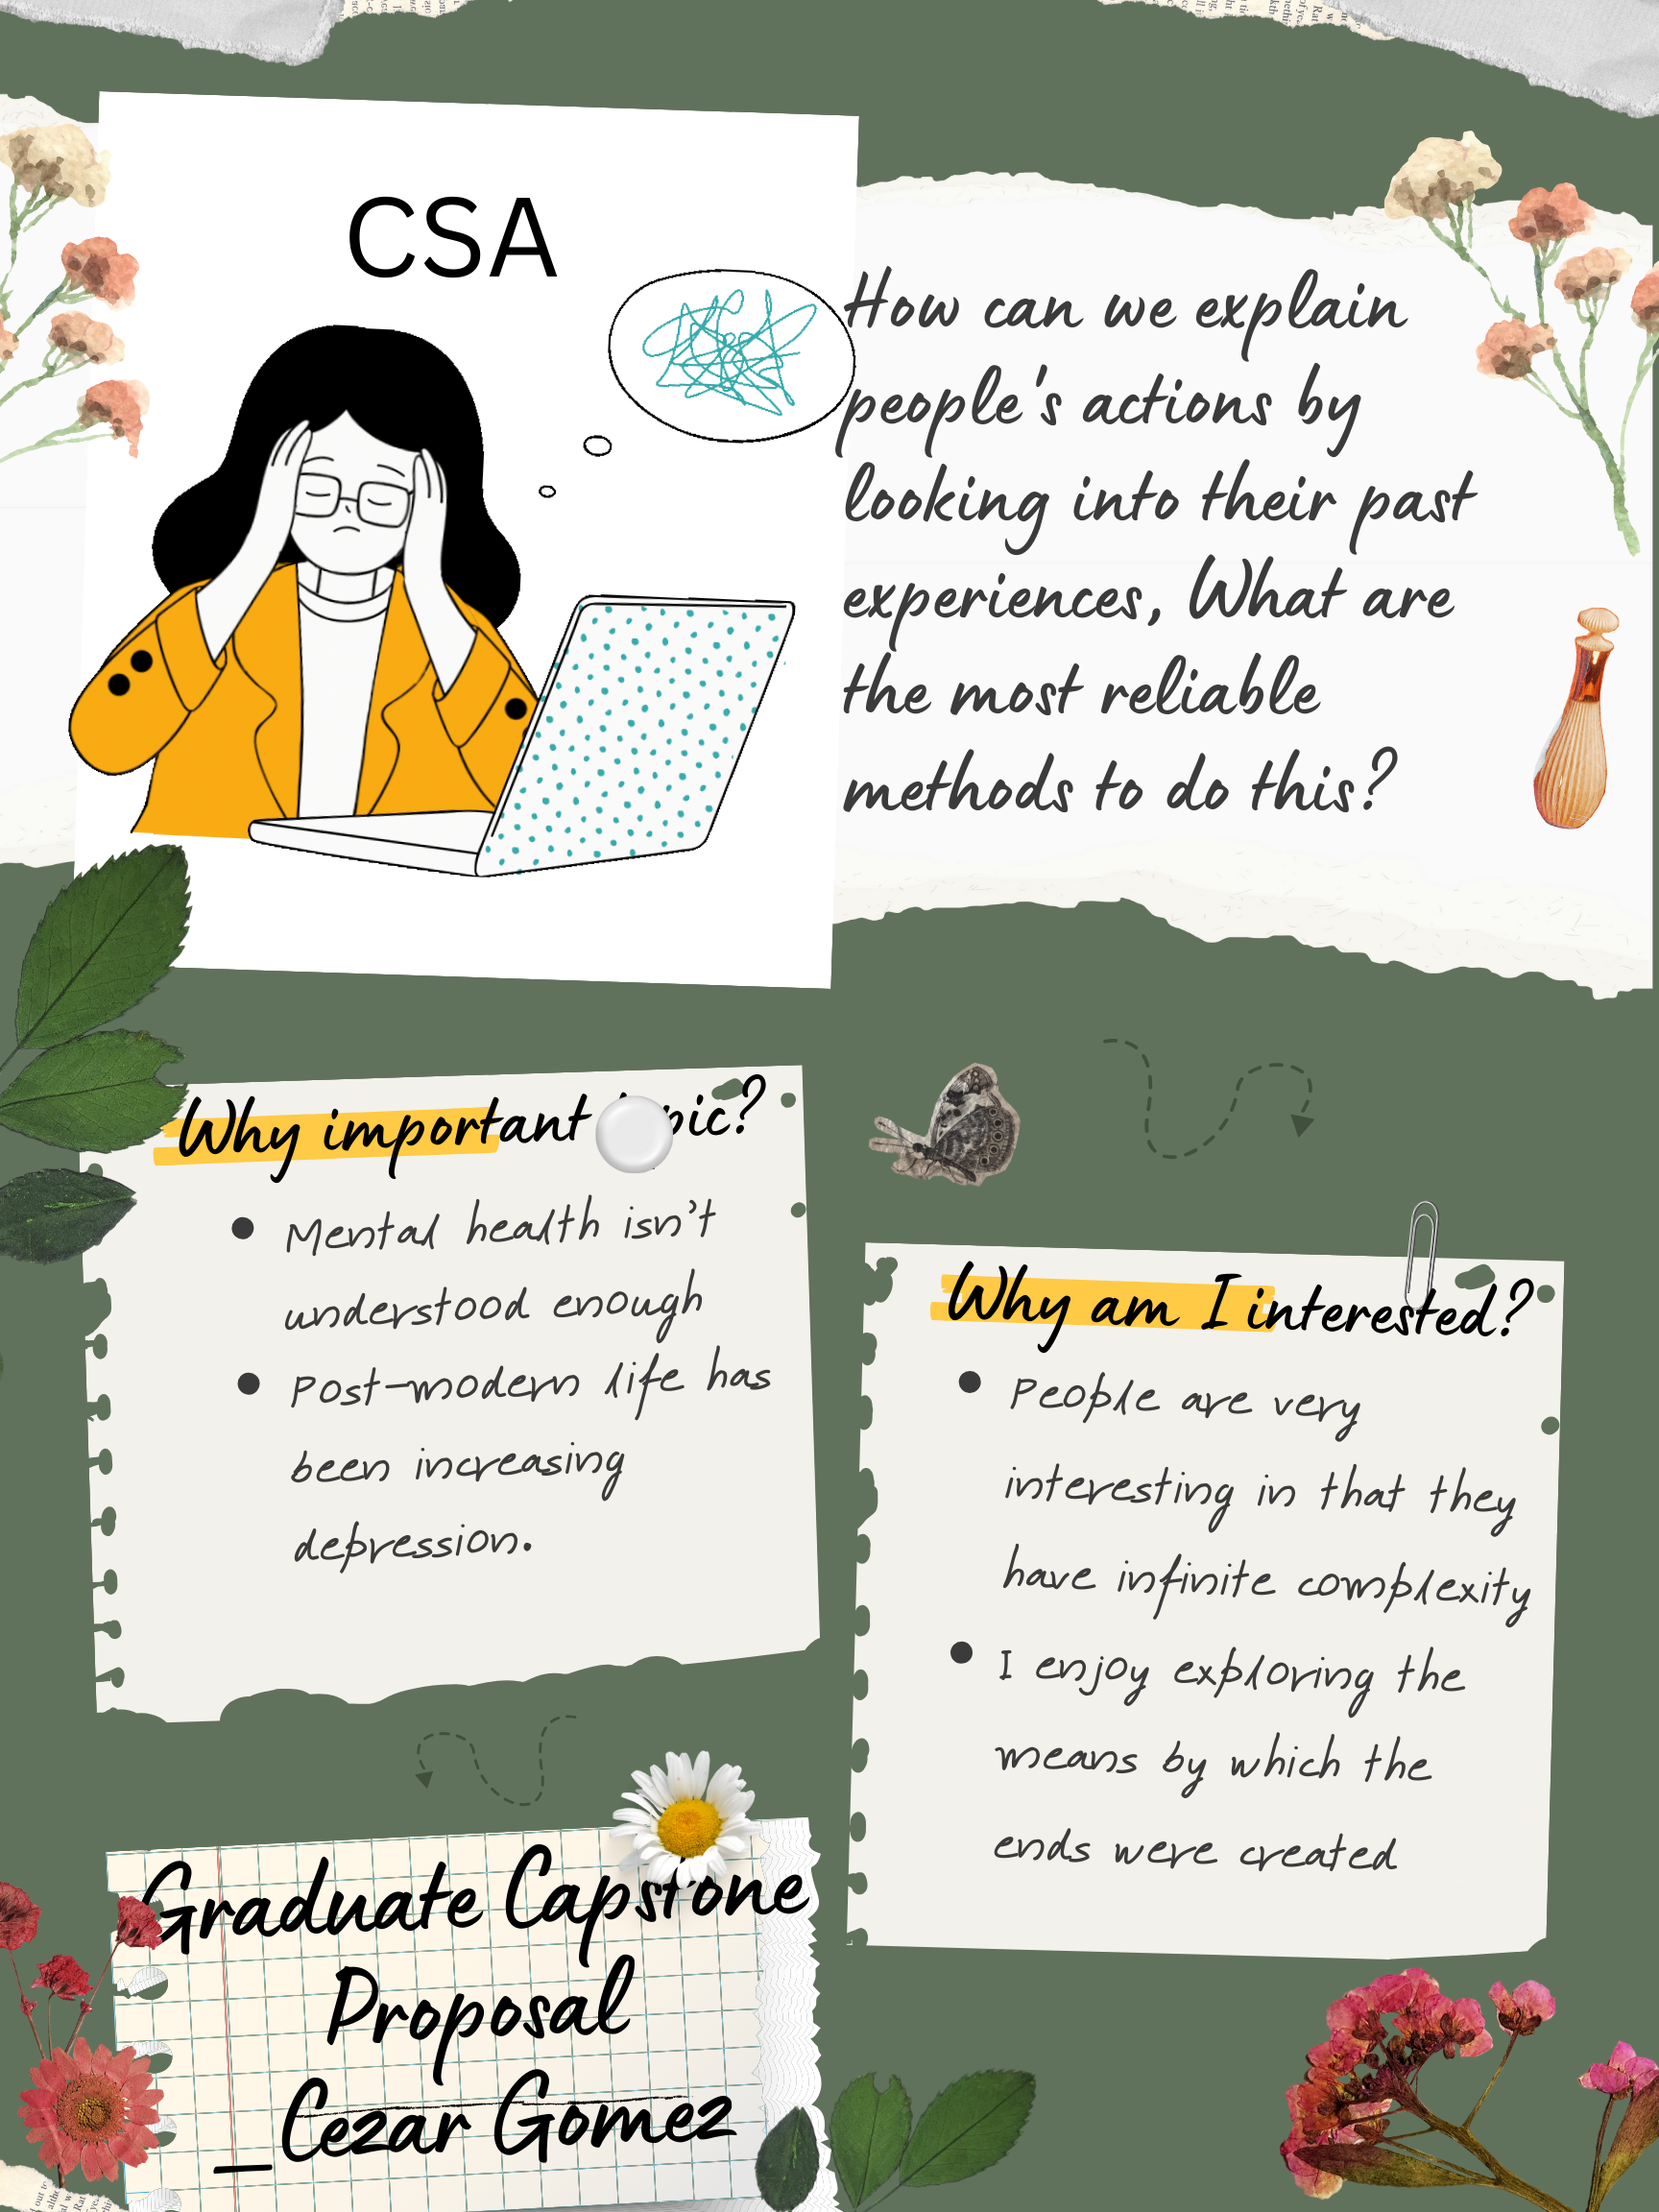 CSA
How can we explain
people's actions by
looking into their past
experiences, What are
the most reliable
methods to do this?
Why important
Mental health isn't
understood enough
Post-modern life has
been increasing
depression.
Why am I interested?
People are very
interesting in that they
have infinite complexity
I enjoy exploring the
means by which the
ends were created
Graduate Capstone
Proposal
_Cezar Gomez